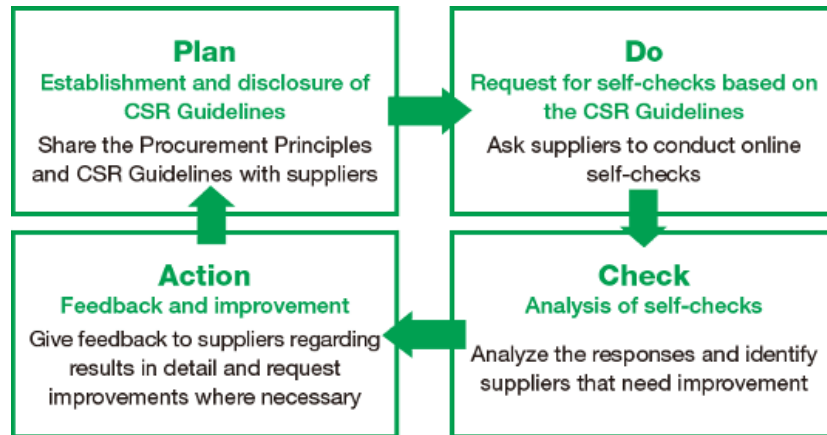 Plan
Establishment and disclosure of
CSR Guidelines
Share the Procurement Principles
and CSR Guidelines with suppliers
Do
Request for self-checks based on
the CSR Guidelines
Ask suppliers to conduct online
self-checks
Action
Feedback and improvement
Give feedback to suppliers regarding
results in detail and request
improvements where necessary
Check
Analysis of self-checks
Analyze the responses and identify
suppliers that need improvement